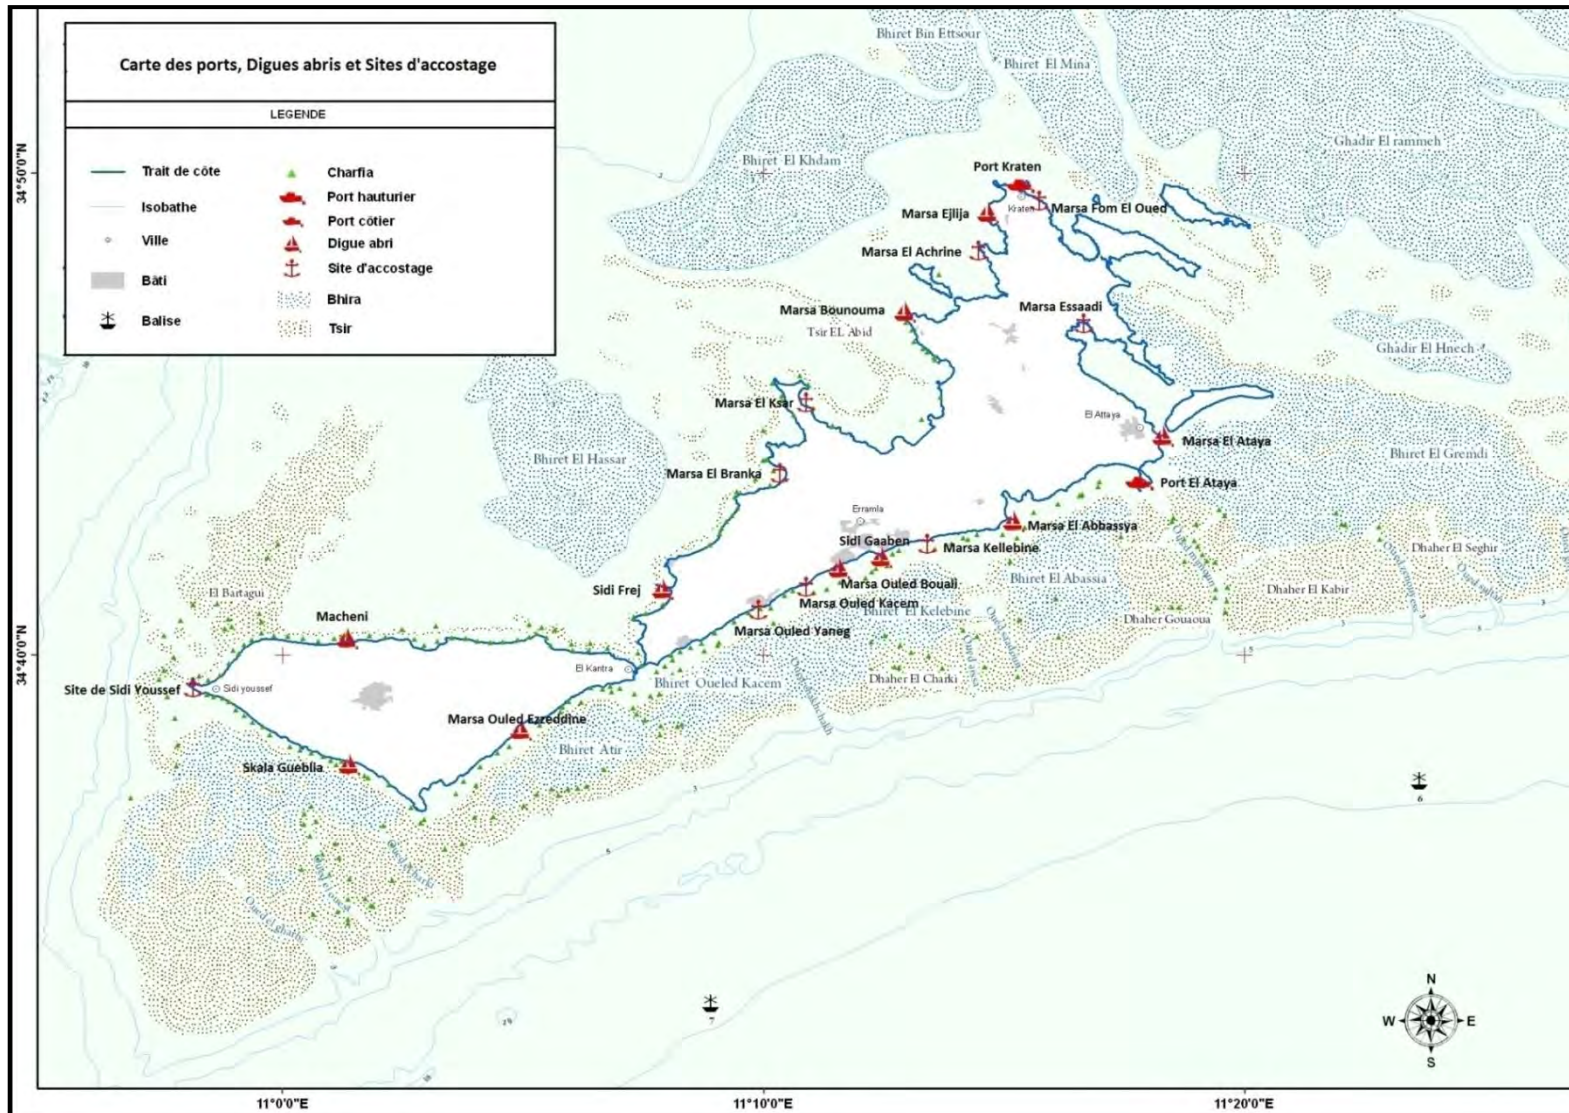 Carte des ports, Digues abris et Sites d'accostage
LEGENDE
Trait de côte
Isobathe
Ville
Bâti
Balise
Charfia
Port hauturier
Port côtier
Digue abri
Site d'accostage
Bhira
Tsir
34°50'0"N
34°40'0"N
11°0'0"E
11°10'0"E
11°20'0"E
Bhiret Bin Ettsour
Bhiret El Mina
Bhiret El Khdam
Ghadir El rammeh
Port Kraten
Kraten
Marsa Fom El Oued
Marsa Ejlija
Marsa El Achrine
Marsa Bounouma
Tsir EL Abid
Marsa Essaadi
Ghadir El Hnech
Marsa El Ksar
El Attaya
Marsa El Ataya
Bhiret El Hassar
Marsa El Branka
Bhiret El Gremdi
Port El Ataya
Erramla
Sidi Gaaben
Marsa El Abbassya
Marsa Kellebine
Dhaher El Seghir
Marsa Ouled Bouali
Bhiret El Abassia
Sidi Frej
El Bartagui
Marsa Ouled Kacem
Bhiret El Kelebine
Dhaher El Kabir
Macheni
Dhaher Gouaoua
Marsa Ouled Yaneg
El Kantra
Site de Sidi Youssef
Sidi youssef
Bhiret Oueled Kacem
Dhaher El Charki
Marsa Ouled Ezzeddine
Bhiret Atir
Skala Gueblia
6
7
N
W
E
S